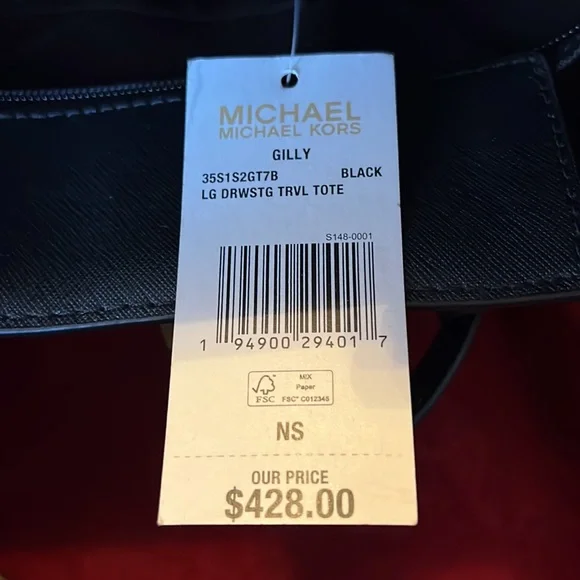 MICHAEL
MICHAEL KORS
GILLY
35S1S2GT7B BLACK
LG DRWSTG TRVL TOTE
S148-0001
1 94900 29401 7
FSC
MIX
Paper
FSC® C012345
NS
OUR PRICE
$428.00